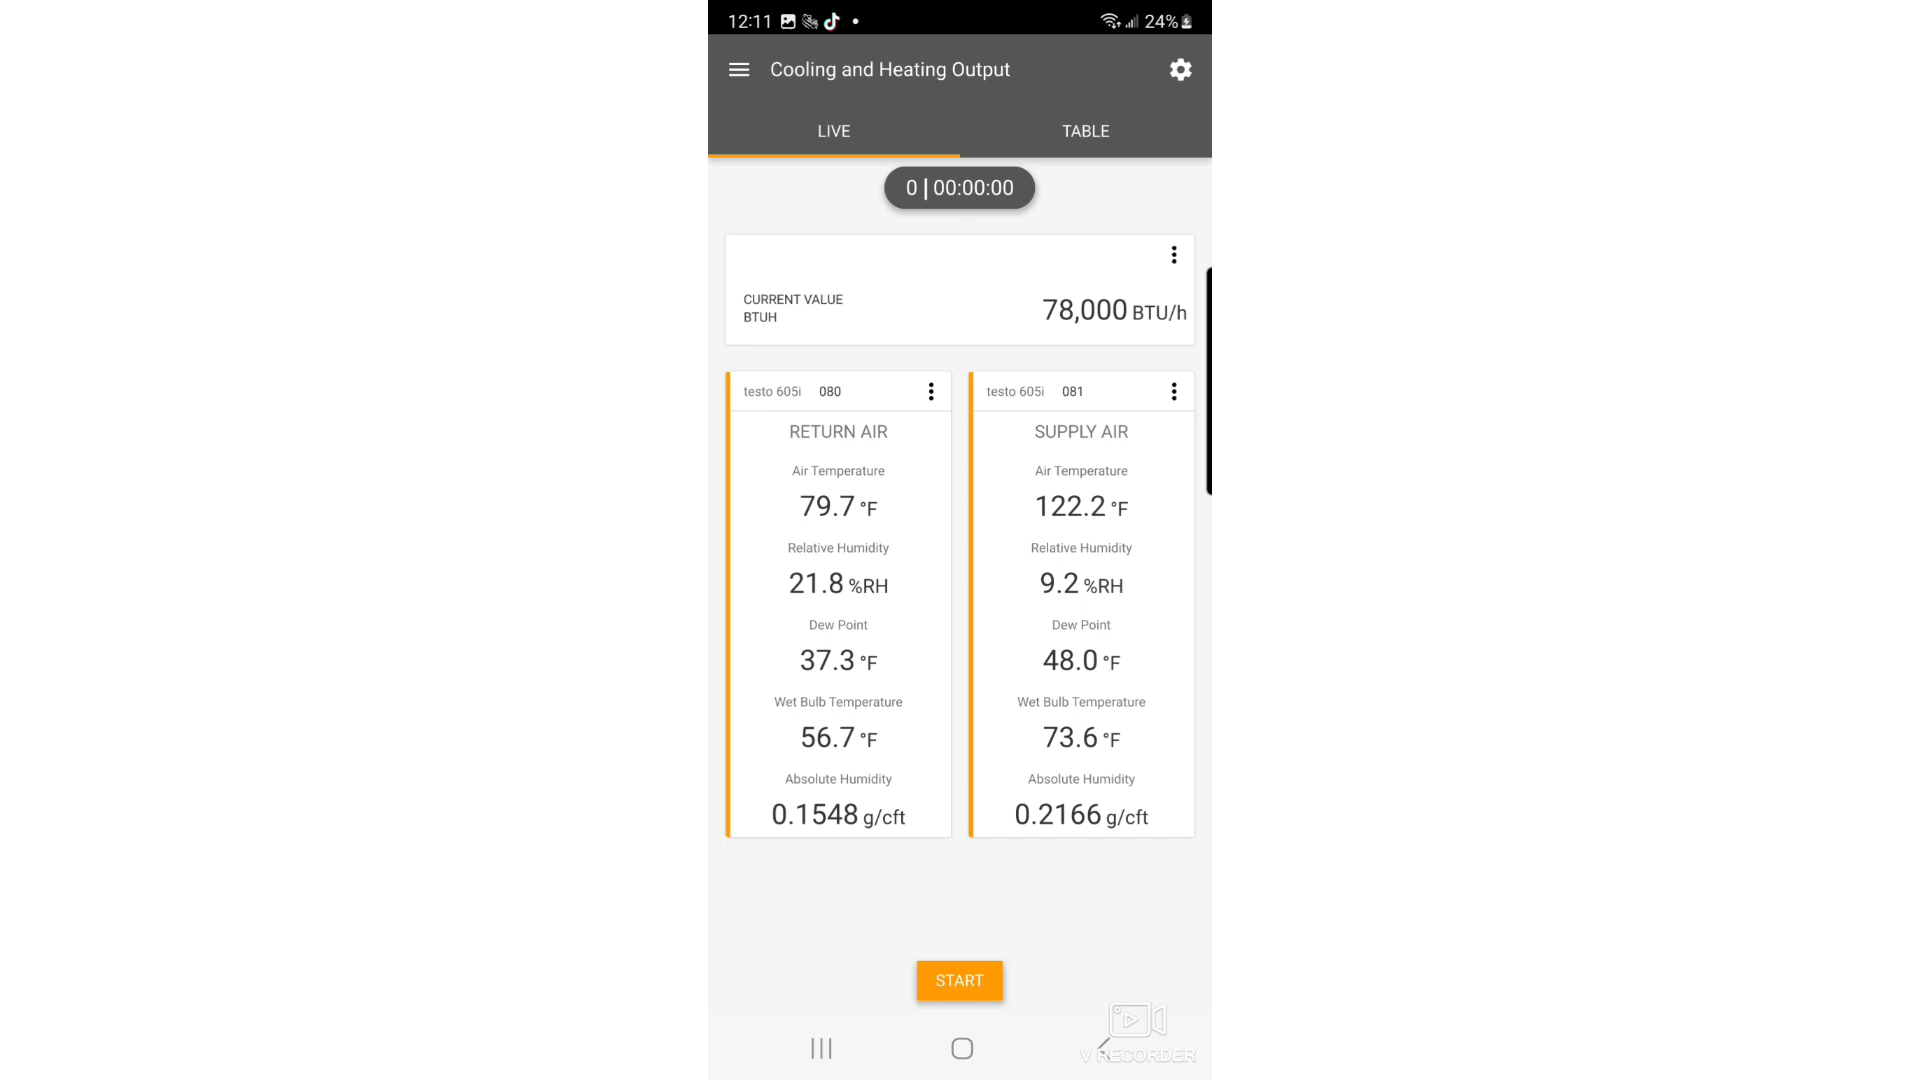 12:11 24%
Cooling and Heating Output
LIVE TABLE
0 | 00:00:00
CURRENT VALUE
BTUH
78,000 BTU/h
testo 605i 080
RETURN AIR
Air Temperature
79.7 °F
Relative Humidity
21.8 %RH
Dew Point
37.3 °F
Wet Bulb Temperature
56.7 °F
Absolute Humidity
0.1548 g/cft
testo 605i 081
SUPPLY AIR
Air Temperature
122.2 °F
Relative Humidity
9.2 %RH
Dew Point
48.0 °F
Wet Bulb Temperature
73.6 °F
Absolute Humidity
0.2166 g/cft
START
V RECORDER